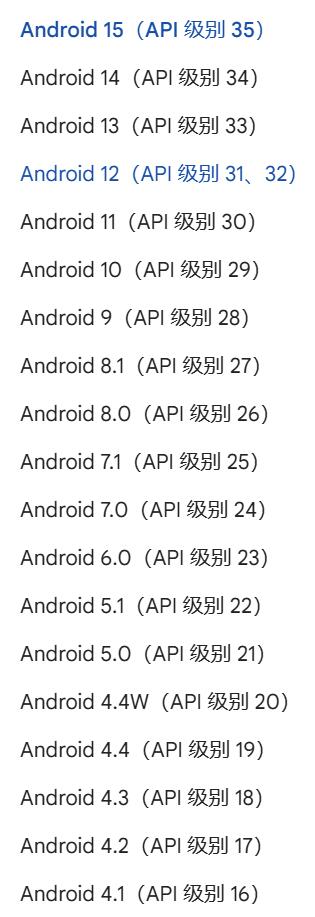 Android 15（API 级别 35）
Android 14（API 级别 34）
Android 13（API 级别 33）
Android 12（API 级别 31、32）
Android 11（API 级别 30）
Android 10（API 级别 29）
Android 9（API 级别 28）
Android 8.1（API 级别 27）
Android 8.0（API 级别 26）
Android 7.1（API 级别 25）
Android 7.0（API 级别 24）
Android 6.0（API 级别 23）
Android 5.1（API 级别 22）
Android 5.0（API 级别 21）
Android 4.4W（API 级别 20）
Android 4.4（API 级别 19）
Android 4.3（API 级别 18）
Android 4.2（API 级别 17）
Android 4.1（API 级别 16）